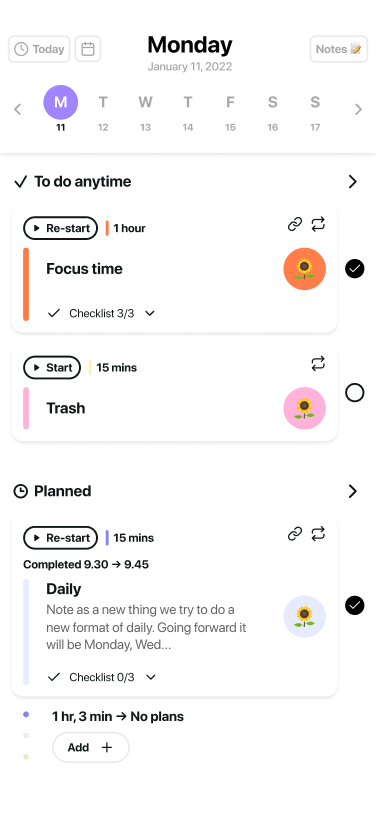 Today
Monday
January 11, 2022
Notes 📝
M T W T F S S
11 12 13 14 15 16 17
To do anytime
Re-start 1 hour
Focus time
Checklist 3/3
Start 15 mins
Trash
Planned
Re-start 15 mins
Completed 9.30 → 9.45
Daily
Note as a new thing we try to do a
new format of daily. Going forward it
will be Monday, Wed...
Checklist 0/3
1 hr, 3 min → No plans
Add +